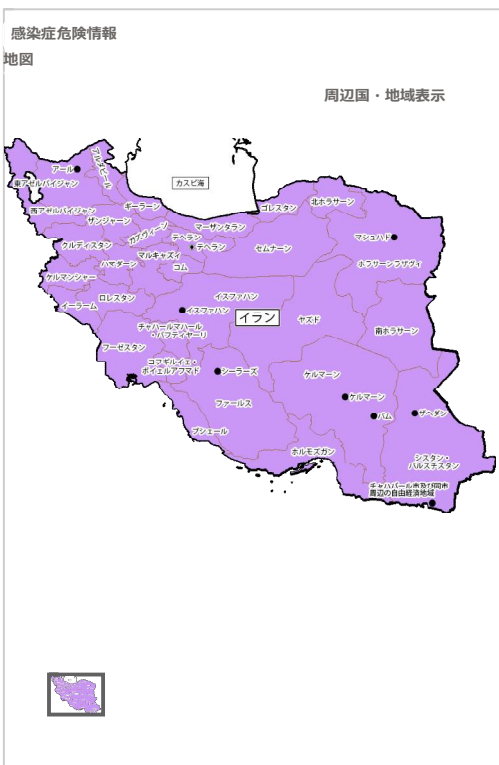 感染症危険情報
地図
周辺国・地域表示
カスピ海
アール
アルダビール
東アゼルバイジャン
西アゼルバイジャン
ザンジャーン
ギーラーン
ガズヴィーン
マーザンタラン
ゴレスタン
北ホラサーン
マシュハド
ホラサーンラザヴィ
クルディスタン
テヘラン
テヘラン
セムナーン
ハマダーン
マルキャズィ
コム
ケルマンシャー
イーラーム
ロレスタン
イスファハン
イスファハン
イラン
ヤズド
南ホラサーン
チャハールマハール
・バフティヤーリ
フーゼスタン
コフギルイェ・
ボイェルアフマド
シーラーズ
ケルマーン
ケルマーン
ファールス
バム
ザヘダン
ブシェール
ホルモズガン
シスタン・
バルチスタン
チャハバール市及び同市
周辺の自由経済地域